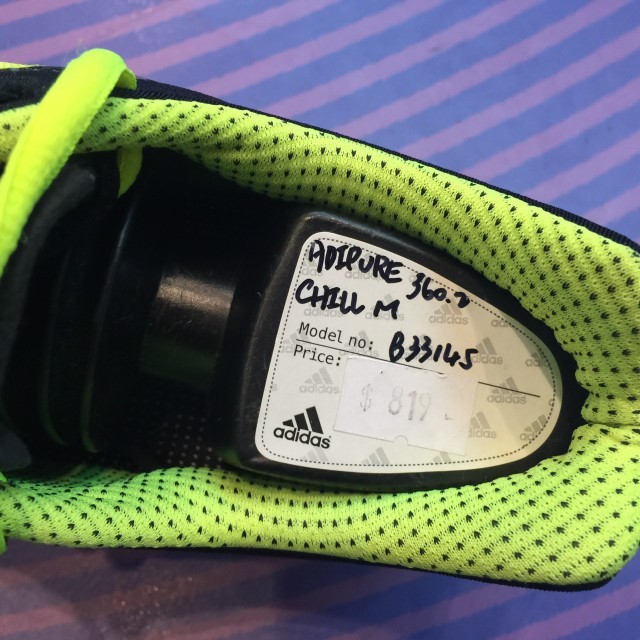 ADIPURE 360.2
CHILL M
Model no: B33145
Price:
$ 819
adidas